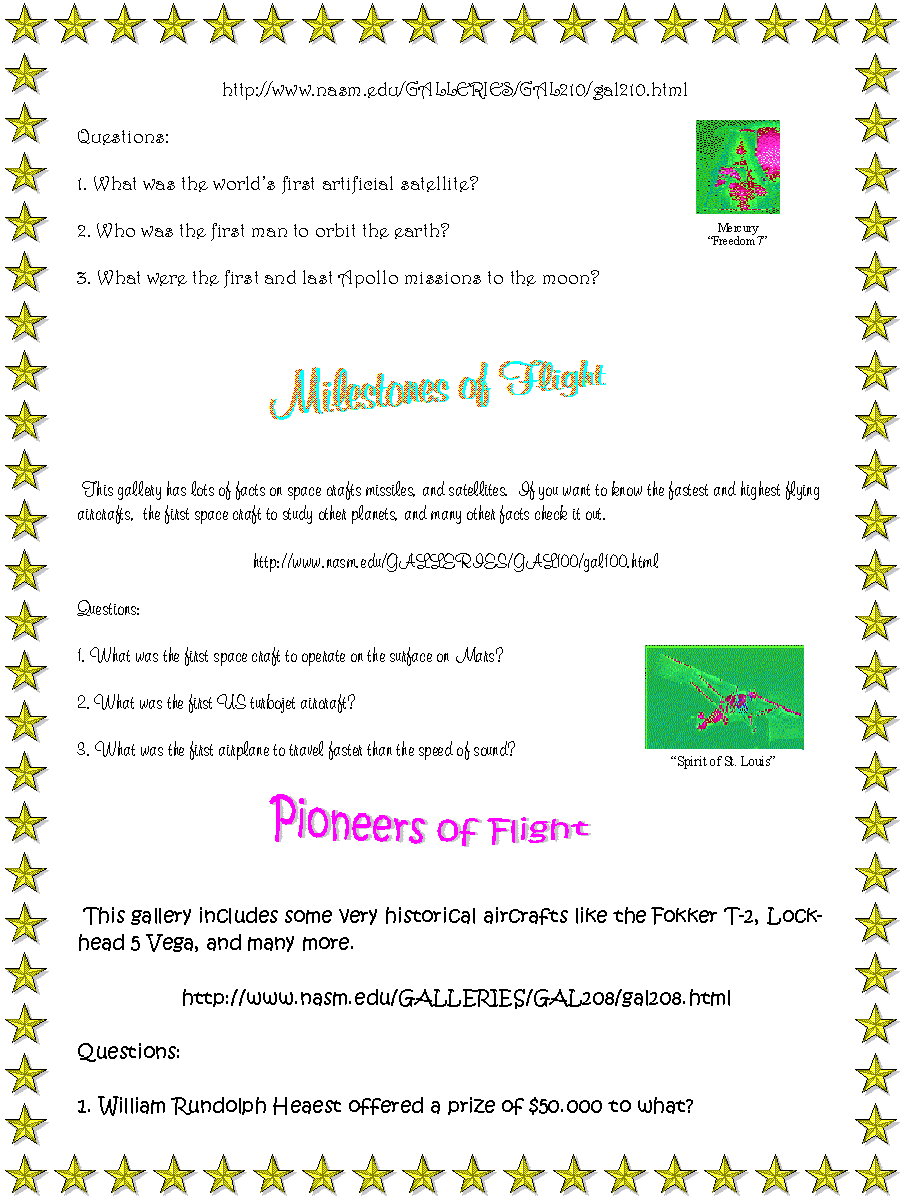 http://www.nasm.edu/GALLERIES/GAL210/gal210.html
Questions:
1. What was the world's first artificial satellite?
2. Who was the first man to orbit the earth?
3. What were the first and last Apollo missions to the moon?
Mercury
“Freedom 7”
Milestones of Flight
This gallery has lots of facts on space crafts missiles, and satellites. If you want to know the fastest and highest flying
aircrafts, the first space craft to study other planets, and many other facts check it out.
http://www.nasm.edu/GALLERIES/GAL100/gal100.html
Questions:
1. What was the first space craft to operate on the surface on Mars?
2. What was the first US turbojet aircraft?
3. What was the first airplane to travel faster than the speed of sound?
“Spirit of St. Louis”
Pioneers of Flight
This gallery includes some very historical aircrafts like the Fokker T-2, Lock-
head 5 Vega, and many more.
http://www.nasm.edu/GALLERIES/GAL208/gal208.html
Questions:
1. William Rundolph Heaest offered a prize of $50.000 to what?